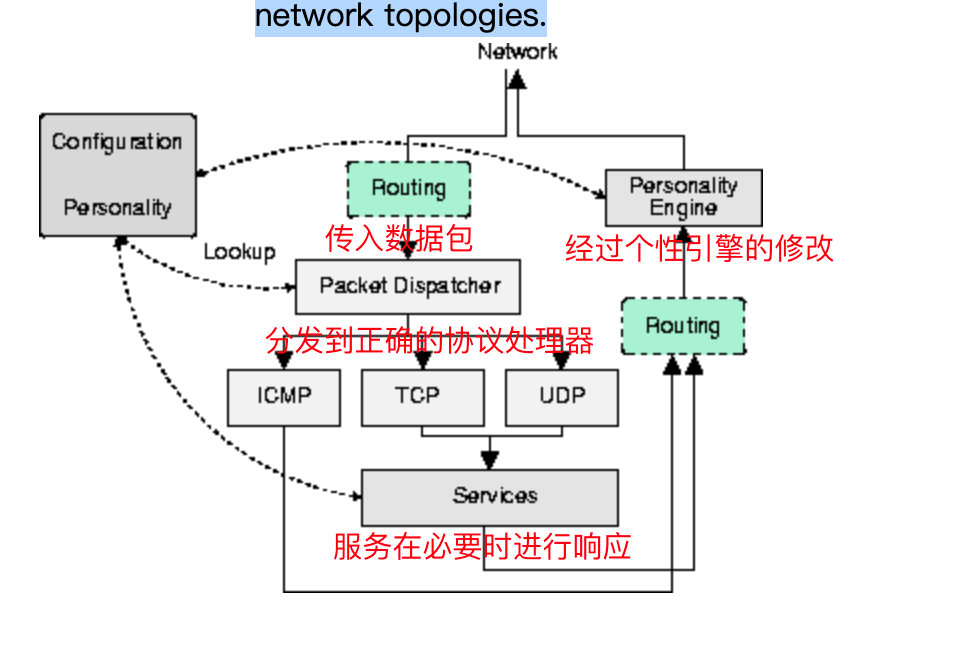 network topologies.
Network
Configuration
Personality
Routing
Personality
Engine
传入数据包
经过个性引擎的修改
Lookup
Packet Dispatcher
Routing
分发到正确的协议处理器
ICMP
TCP
UDP
Services
服务在必要时进行响应